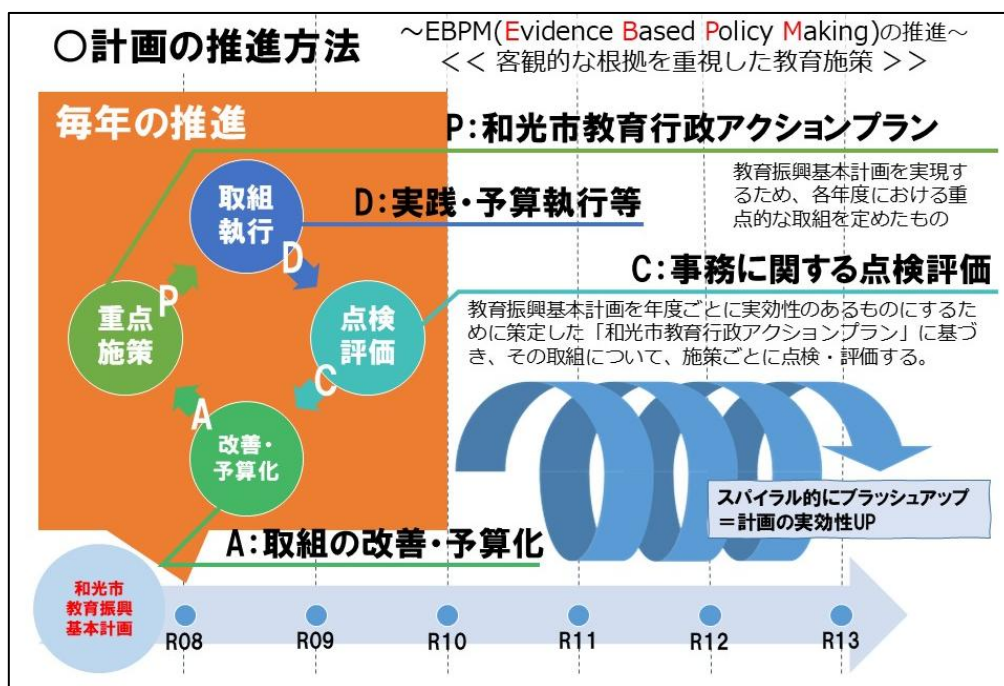 〇計画の推進方法
～EBPM(Evidence Based Policy Making)の推進～
<< 客観的な根拠を重視した教育施策 >>
毎年の推進
P:和光市教育行政アクションプラン
教育振興基本計画を実現す
るため、各年度における重
点的な取組を定めたもの
取組
執行
D:実践・予算執行等
D
C:事務に関する点検評価
P
重点
施策
点検
評価
教育振興基本計画を年度ごとに実効性のあるものにするた
めに策定した「和光市教育行政アクションプラン」に基づ
き、その取組について、施策ごとに点検・評価する。
C
A
改善・
予算化
スパイラル的にブラッシュアップ
＝計画の実効性UP
A:取組の改善・予算化
和光市
教育振興
基本計画
R08
R09
R10
R11
R12
R13